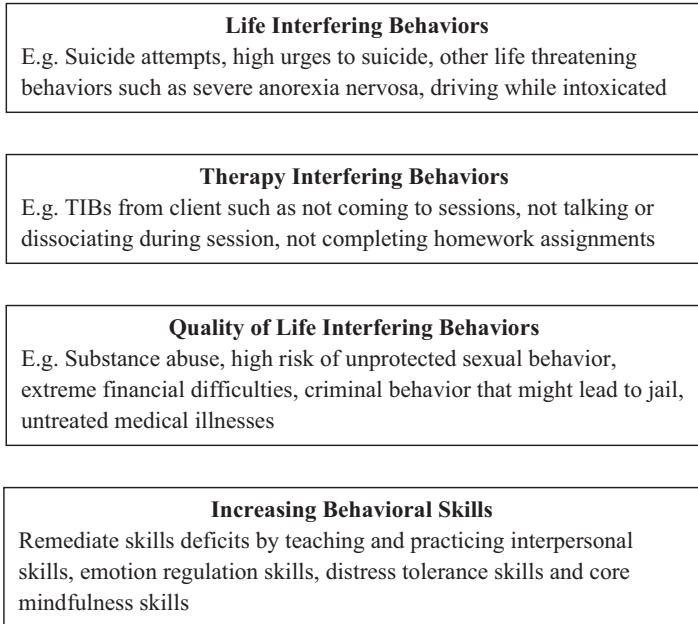 Life Interfering Behaviors
E.g. Suicide attempts, high urges to suicide, other life threatening
behaviors such as severe anorexia nervosa, driving while intoxicated
Therapy Interfering Behaviors
E.g. TIBs from client such as not coming to sessions, not talking or
dissociating during session, not completing homework assignments
Quality of Life Interfering Behaviors
E.g. Substance abuse, high risk of unprotected sexual behavior,
extreme financial difficulties, criminal behavior that might lead to jail,
untreated medical illnesses
Increasing Behavioral Skills
Remediate skills deficits by teaching and practicing interpersonal
skills, emotion regulation skills, distress tolerance skills and core
mindfulness skills